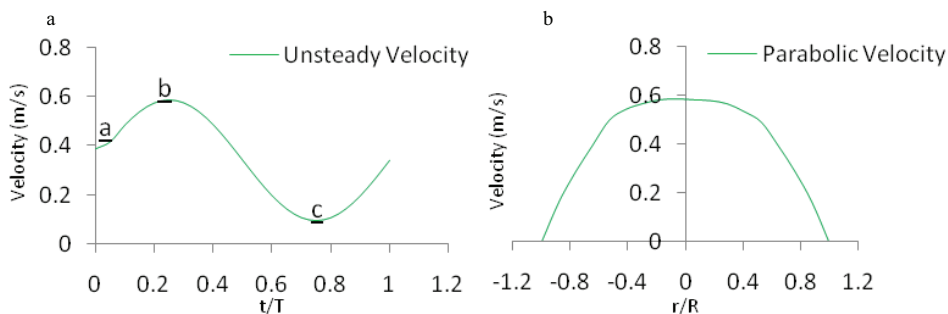 a
Velocity (m/s)
0.8
0.6
0.4
0.2
0
Unsteady Velocity
a
b
c
0 0.2 0.4 0.6 0.8 1 1.2
t/T
b
Velocity (m/s)
0.8
0.6
0.4
0.2
0
Parabolic Velocity
-1.2 -0.8 -0.4 0 0.4 0.8 1.2
r/R